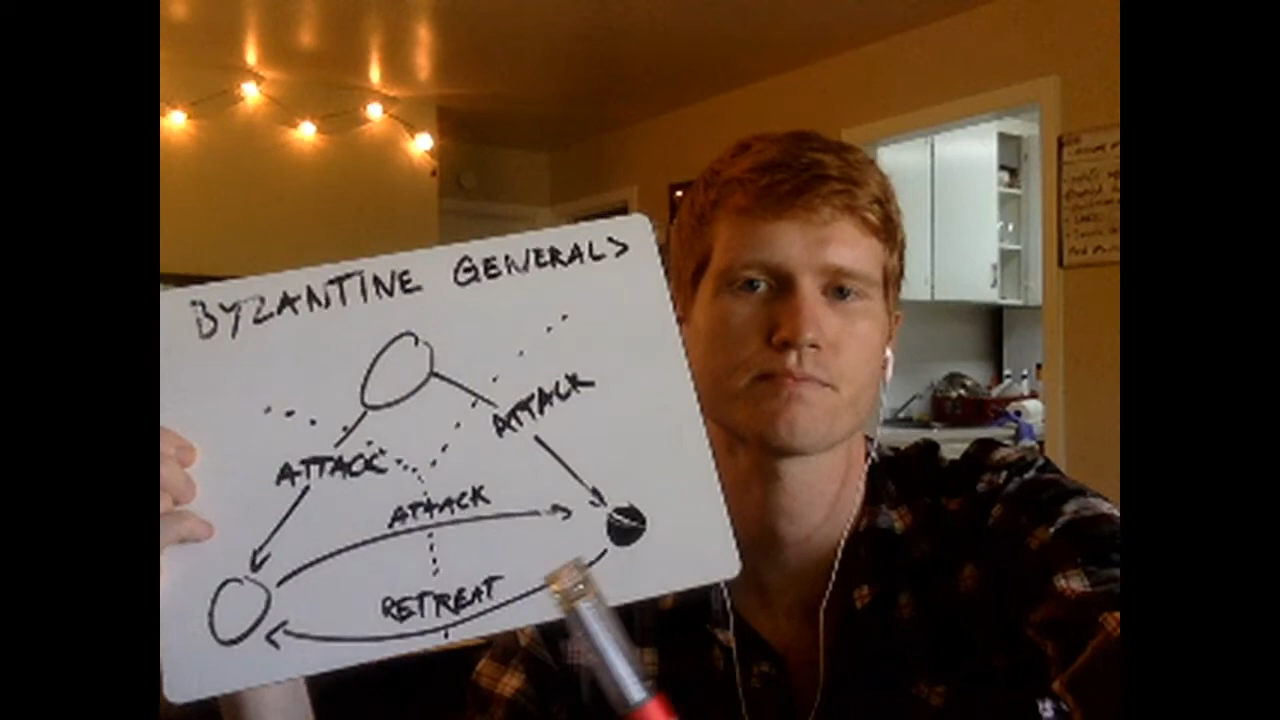 BYZANTINE GENERALS
ATTACK
ATTACK
ATTACK
RETREAT